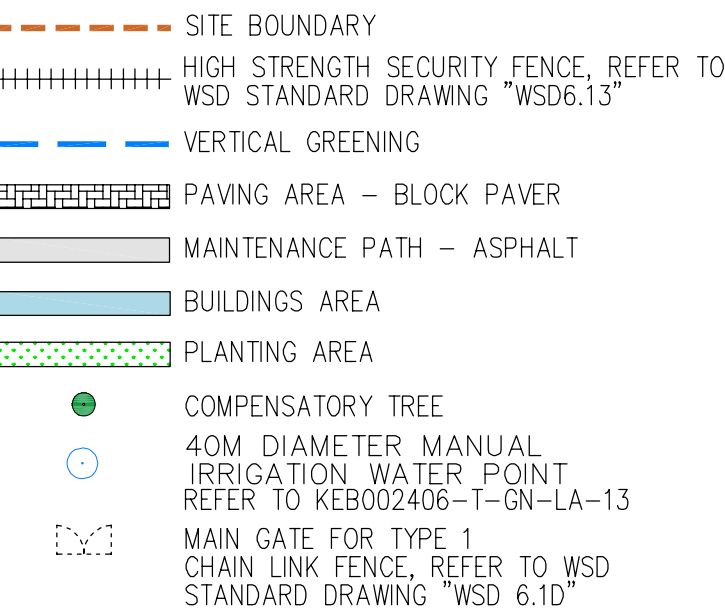 SITE BOUNDARY
HIGH STRENGTH SECURITY FENCE, REFER TO
WSD STANDARD DRAWING "WSD6.13"
VERTICAL GREENING
PAVING AREA – BLOCK PAVER
MAINTENANCE PATH – ASPHALT
BUILDINGS AREA
PLANTING AREA
COMPENSATORY TREE
40M DIAMETER MANUAL
IRRIGATION WATER POINT
REFER TO KEB002406–T–GN–LA–13
MAIN GATE FOR TYPE 1
CHAIN LINK FENCE, REFER TO WSD
STANDARD DRAWING "WSD 6.1D"